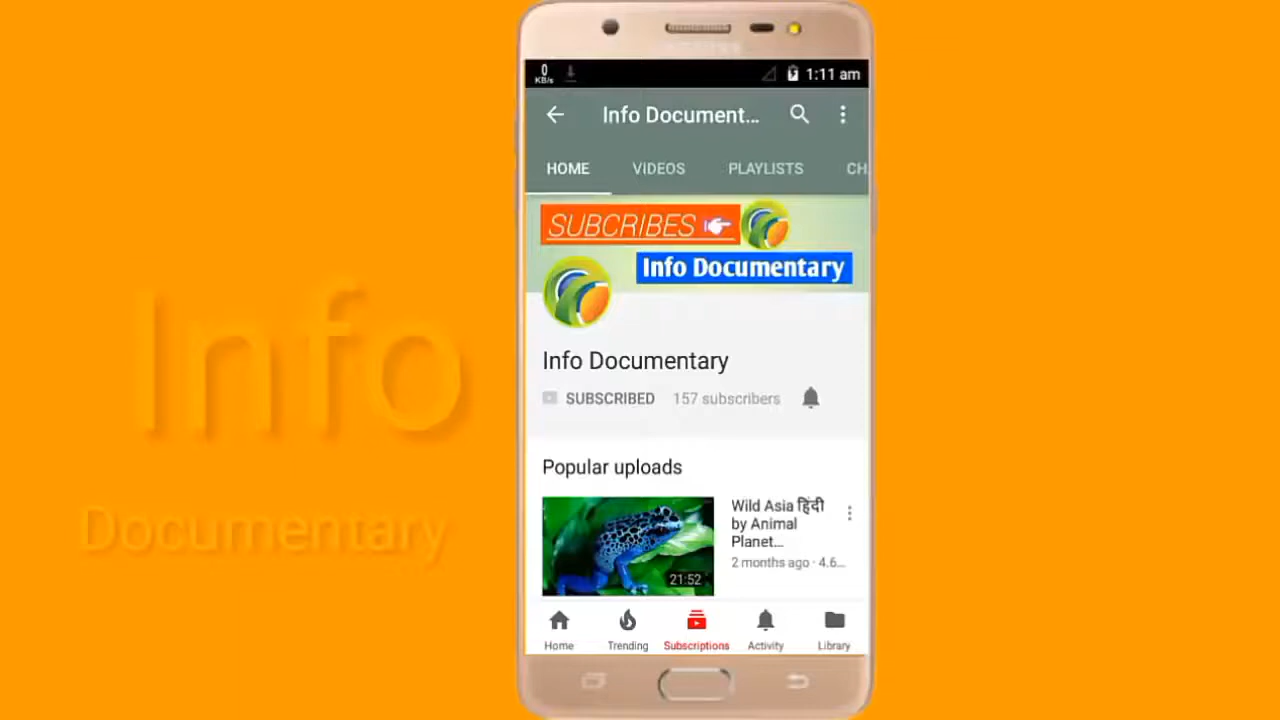 0
KB/s
1:11 am
Info Document...
HOME VIDEOS PLAYLISTS CH
SUBCRIBES
Info Documentary
Info Documentary
SUBSCRIBED 157 subscribers
Popular uploads
Wild Asia हिंदी
by Animal
Planet...
2 months ago · 4.6...
21:52
Home Trending Subscriptions Activity Library
Info
Documentary